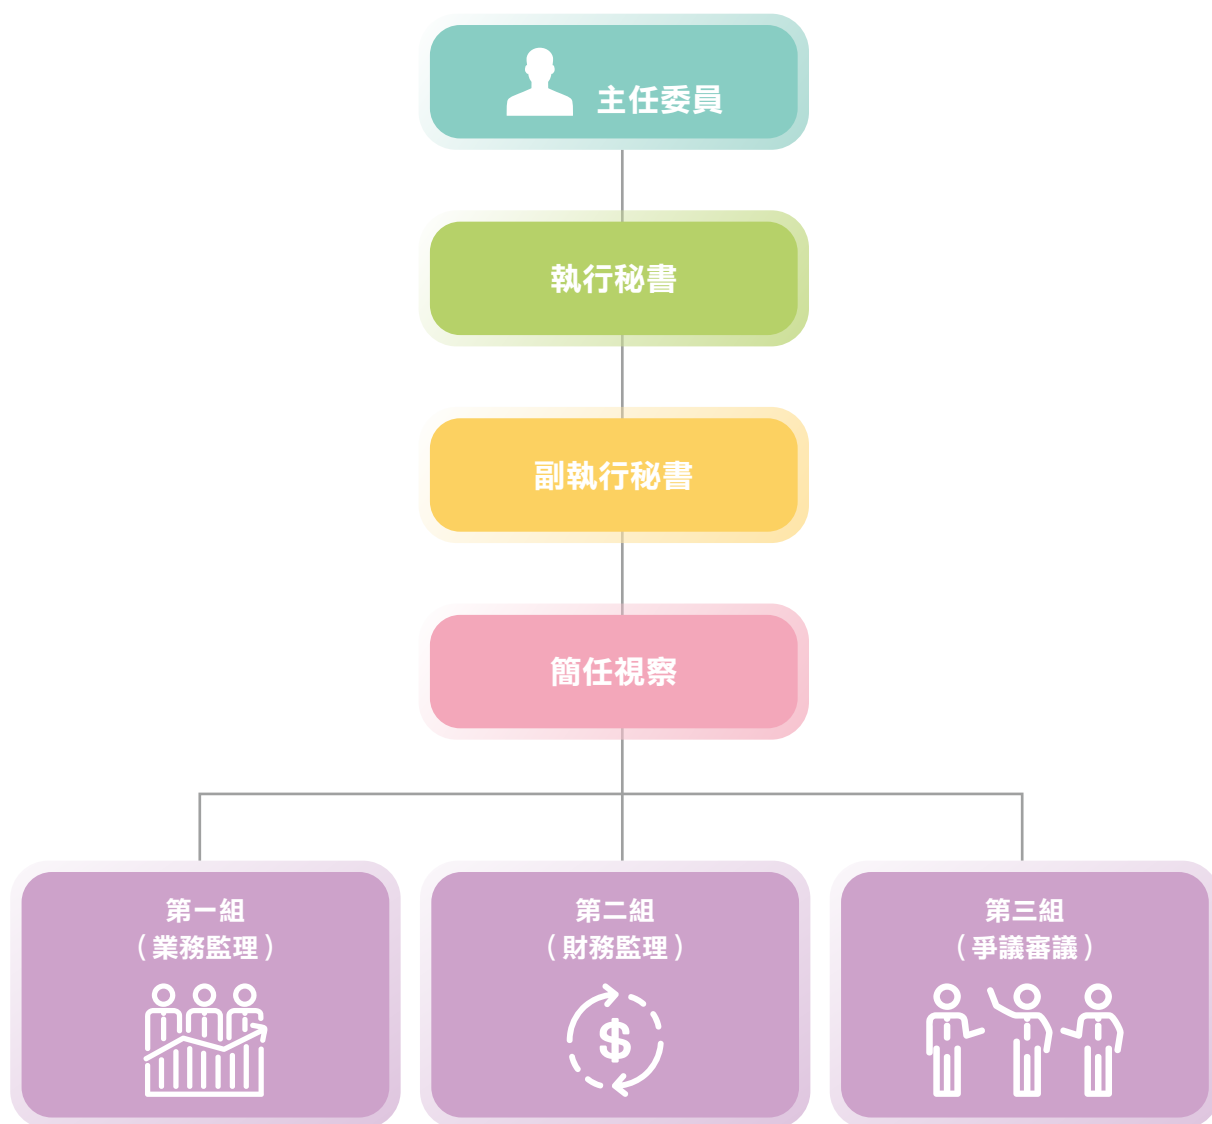 主任委員
執行秘書
副執行秘書
簡任視察
第一組
（業務監理）
第二組
（財務監理）
第三組
（爭議審議）
$